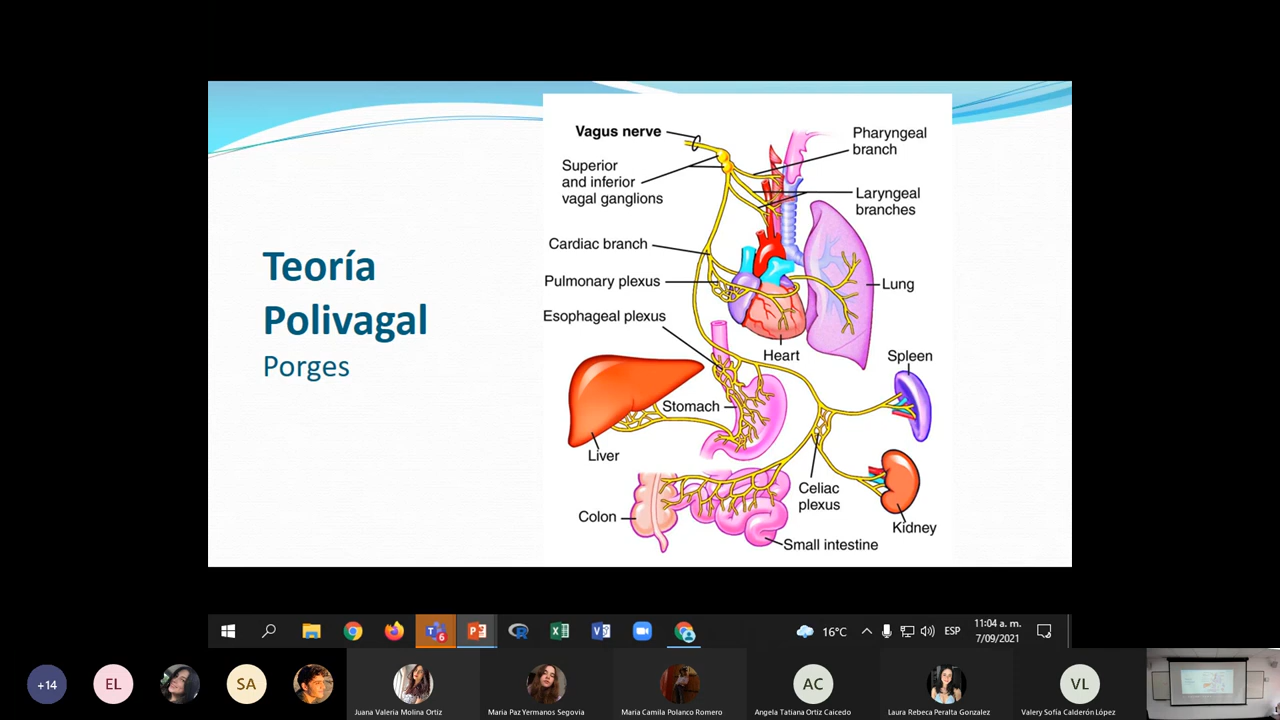 Teoría
Polivagal
Porges
Vagus nerve
Superior
and inferior
vagal ganglions
Pharyngeal
branch
Laryngeal
branches
Cardiac branch
Pulmonary plexus
Esophageal plexus
Lung
Heart
Spleen
Stomach
Liver
Celiac
plexus
Colon
Kidney
Small intestine
6
16°C
ESP
11:04 a. m.
7/09/2021
+14
EL
SA
AC
VL
Juana Valeria Molina Ortiz
Maria Paz Yermanos Segovia
Maria Camila Polanco Romero
Angela Tatiana Ortiz Caicedo
Laura Rebeca Peralta Gonzalez
Valery Sofía Calderón López